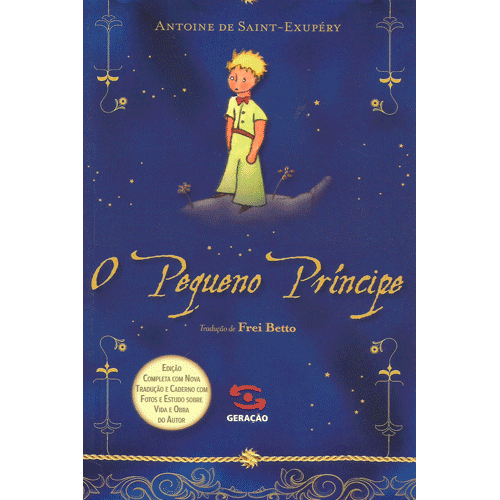 Antoine de Saint-Exupéry
O Pequeno Príncipe
Tradução de Frei Betto
Edição
Completa com Nova
Tradução e Caderno com
Fotos e Estudo sobre
Vida e Obra
do Autor
GERAÇÃO